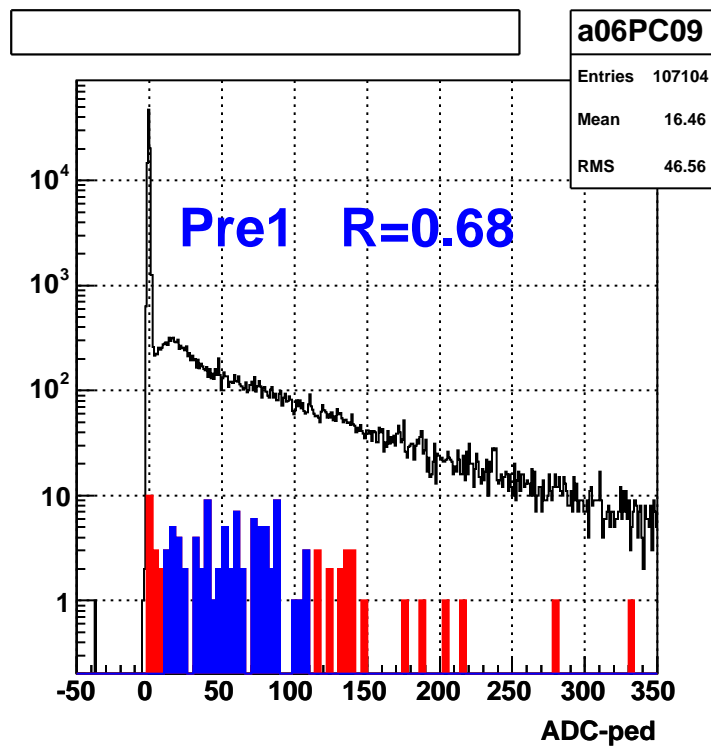 a06PC09
Entries 107104
Mean 16.46
RMS 46.56
Pre1 R=0.68
10^4
10^3
10^2
10
1
-50 0 50 100 150 200 250 300 350
ADC-ped